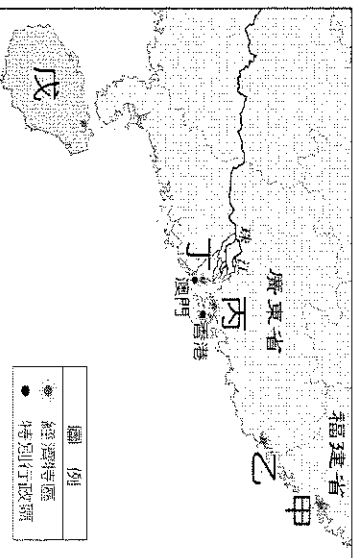 福建省
甲
乙
廣東省
丙
珠江
丁
香港
澳門
戊
圖例
經濟特區
特別行政區